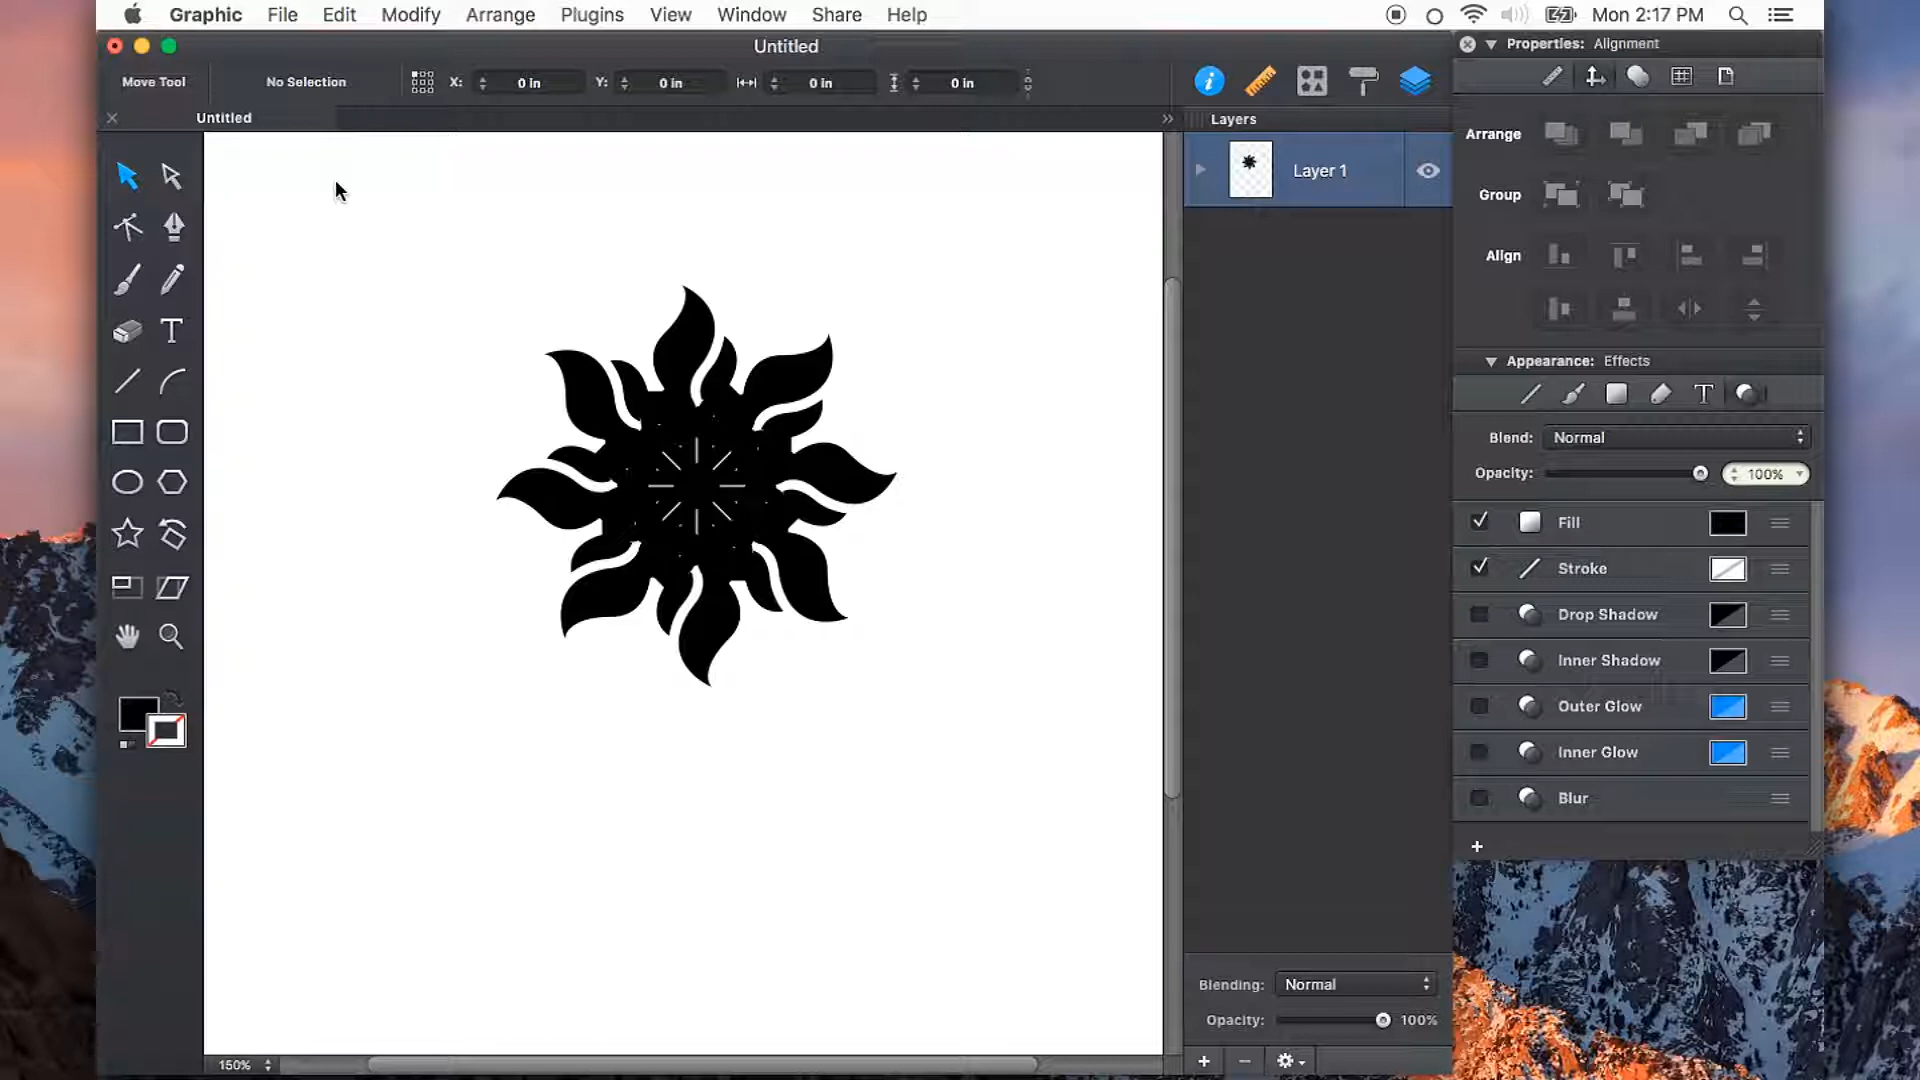 Graphic File Edit Modify Arrange Plugins View Window Share Help Mon 2:17 PM
Untitled
Properties: Alignment
Move Tool No Selection X: 0 in Y: 0 in 0 in 0 in
Untitled
Layers
Layer 1
Arrange
Group
Align
Appearance: Effects
T
T
Blend: Normal
Opacity: 100%
Fill
Stroke
Drop Shadow
Inner Shadow
Outer Glow
Inner Glow
Blur
Blending: Normal
Opacity: 100%
150%